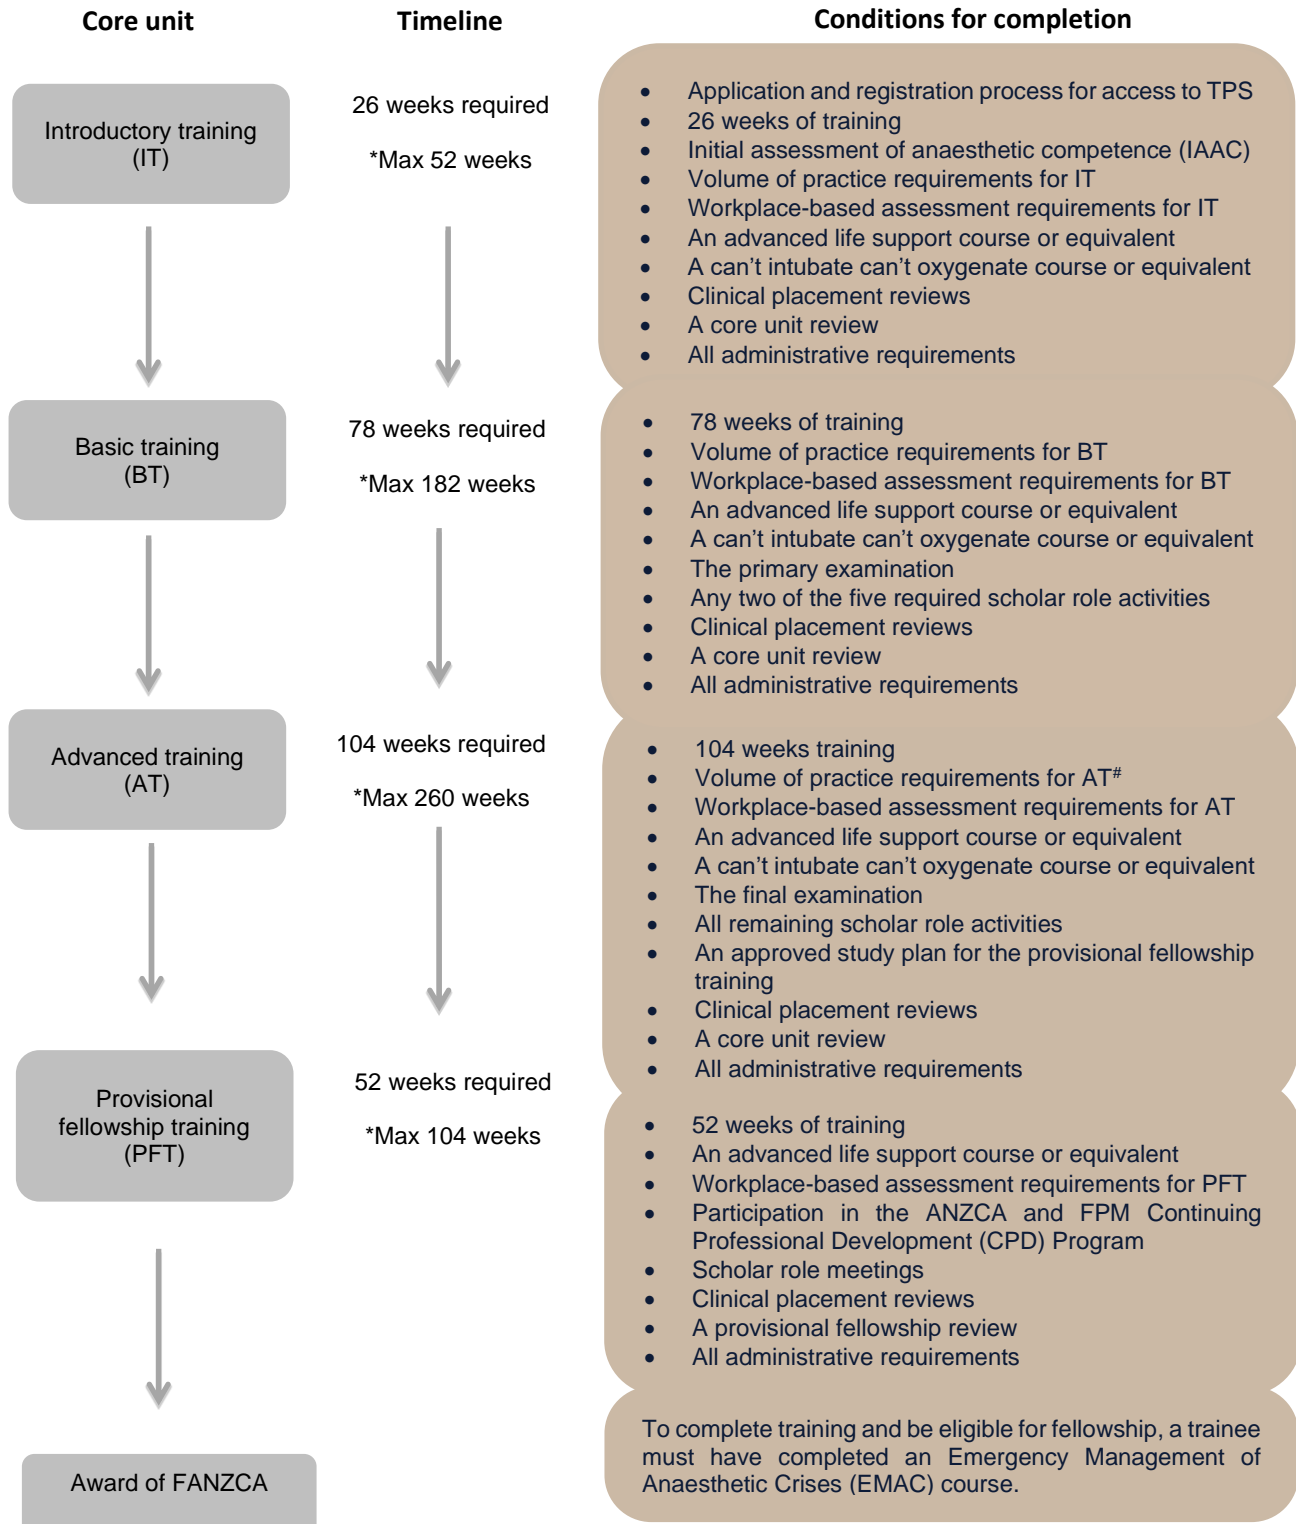 Core unit
Timeline
Conditions for completion
Introductory training
(IT)
26 weeks required
*Max 52 weeks
• Application and registration process for access to TPS
• 26 weeks of training
• Initial assessment of anaesthetic competence (IAAC)
• Volume of practice requirements for IT
• Workplace-based assessment requirements for IT
• An advanced life support course or equivalent
• A can’t intubate can’t oxygenate course or equivalent
• Clinical placement reviews
• A core unit review
• All administrative requirements
Basic training
(BT)
78 weeks required
*Max 182 weeks
• 78 weeks of training
• Volume of practice requirements for BT
• Workplace-based assessment requirements for BT
• An advanced life support course or equivalent
• A can’t intubate can’t oxygenate course or equivalent
• The primary examination
• Any two of the five required scholar role activities
• Clinical placement reviews
• A core unit review
• All administrative requirements
Advanced training
(AT)
104 weeks required
*Max 260 weeks
• 104 weeks training
• Volume of practice requirements for AT#
• Workplace-based assessment requirements for AT
• An advanced life support course or equivalent
• A can’t intubate can’t oxygenate course or equivalent
• The final examination
• All remaining scholar role activities
• An approved study plan for the provisional fellowship
training
• Clinical placement reviews
• A core unit review
• All administrative requirements
Provisional
fellowship training
(PFT)
52 weeks required
*Max 104 weeks
• 52 weeks of training
• An advanced life support course or equivalent
• Workplace-based assessment requirements for PFT
• Participation in the ANZCA and FPM Continuing
Professional Development (CPD) Program
• Scholar role meetings
• Clinical placement reviews
• A provisional fellowship review
• All administrative requirements
Award of FANZCA
To complete training and be eligible for fellowship, a trainee
must have completed an Emergency Management of
Anaesthetic Crises (EMAC) course.